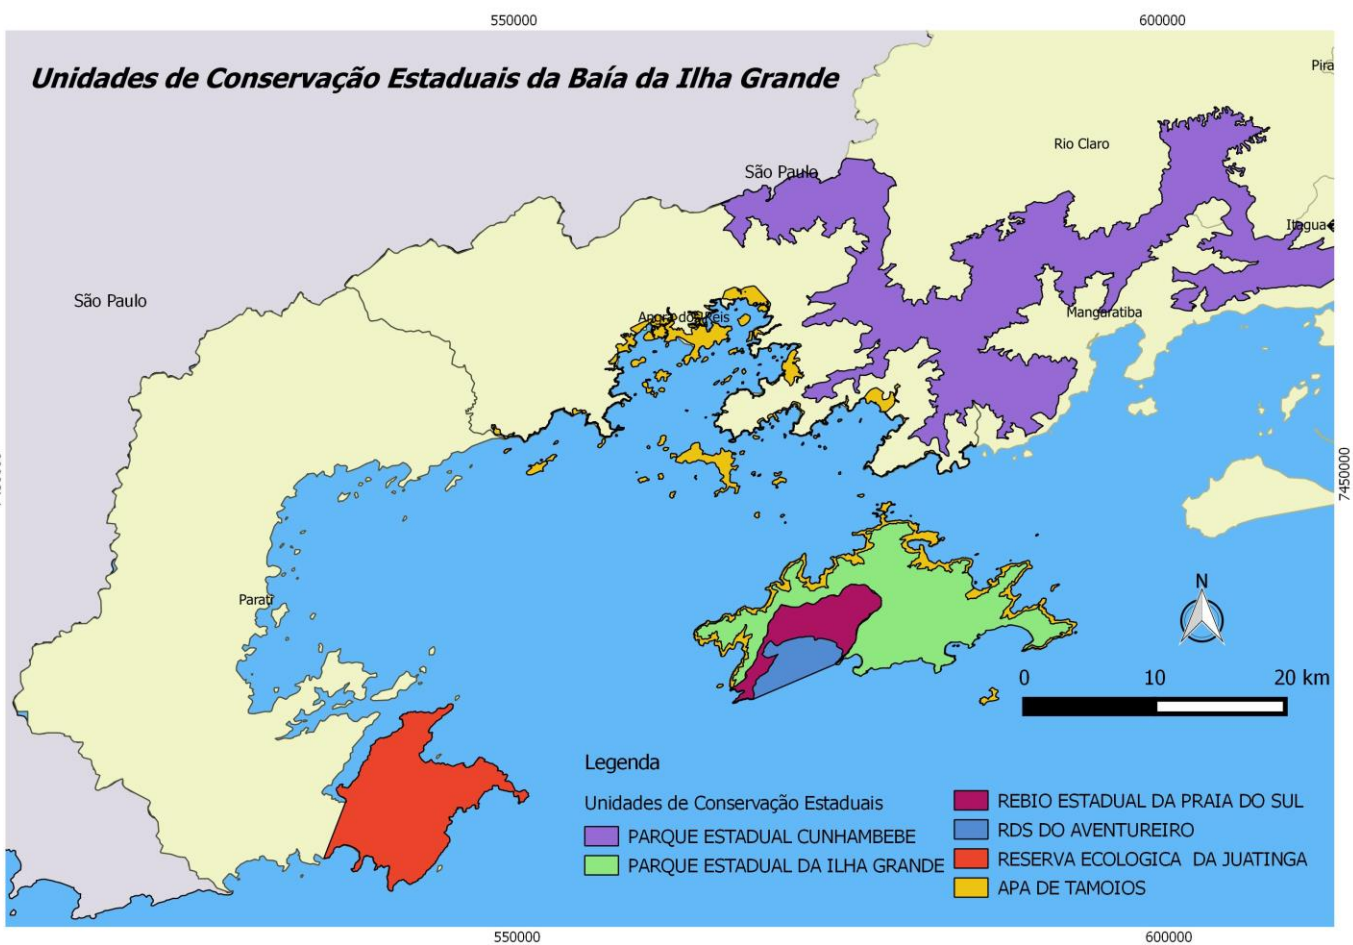 550000
600000
Unidades de Conservação Estaduais da Baía da Ilha Grande
Pira
Rio Claro
São Paulo
Itagua
São Paulo
Mangaratiba
Angra dos Reis
7450000
Parati
N
0 10 20 km
Legenda
Unidades de Conservação Estaduais
PARQUE ESTADUAL CUNHAMBEBE
PARQUE ESTADUAL DA ILHA GRANDE
REBIO ESTADUAL DA PRAIA DO SUL
RDS DO AVENTUREIRO
RESERVA ECOLOGICA DA JUATINGA
APA DE TAMOIOS
550000
600000